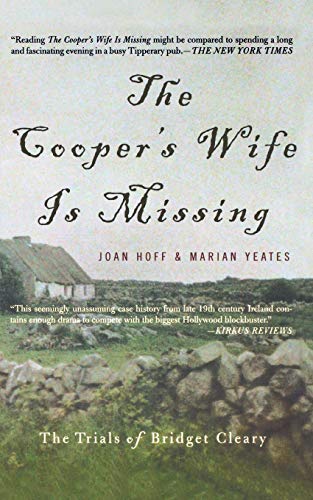 “Reading The Cooper's Wife Is Missing might be compared to spending a long
and fascinating evening in a busy Tipperary pub.—THE NEW YORK TIMES
The
Cooper's Wife
Is Missing
JOAN HOFF & MARIAN YEATES
“This seemingly unassuming case history from late 19th century Ireland con-
tains enough drama to compete with the biggest Hollywood blockbuster.”
—KIRKUS REVIEWS
The Trials of Bridget Cleary